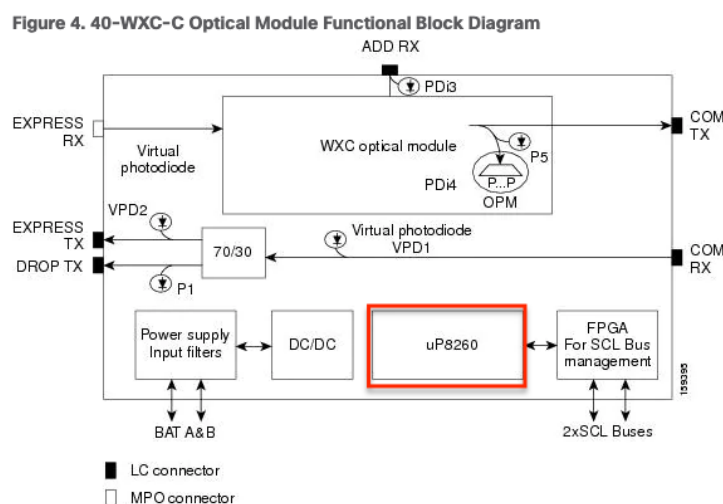 Figure 4. 40-WXC-C Optical Module Functional Block Diagram
ADD RX
PDi3
EXPRESS
RX
COM
TX
WXC optical module
Virtual
photodiode
P5
PDi4
P...P
OPM
VPD2
EXPRESS
TX
Virtual photodiode
VPD1
70/30
DROP TX
COM
RX
P1
Power supply
Input filters
DC/DC
uP8260
FPGA
For SCL Bus
management
159395
BAT A&B
2xSCL Buses
LC connector
MPO connector